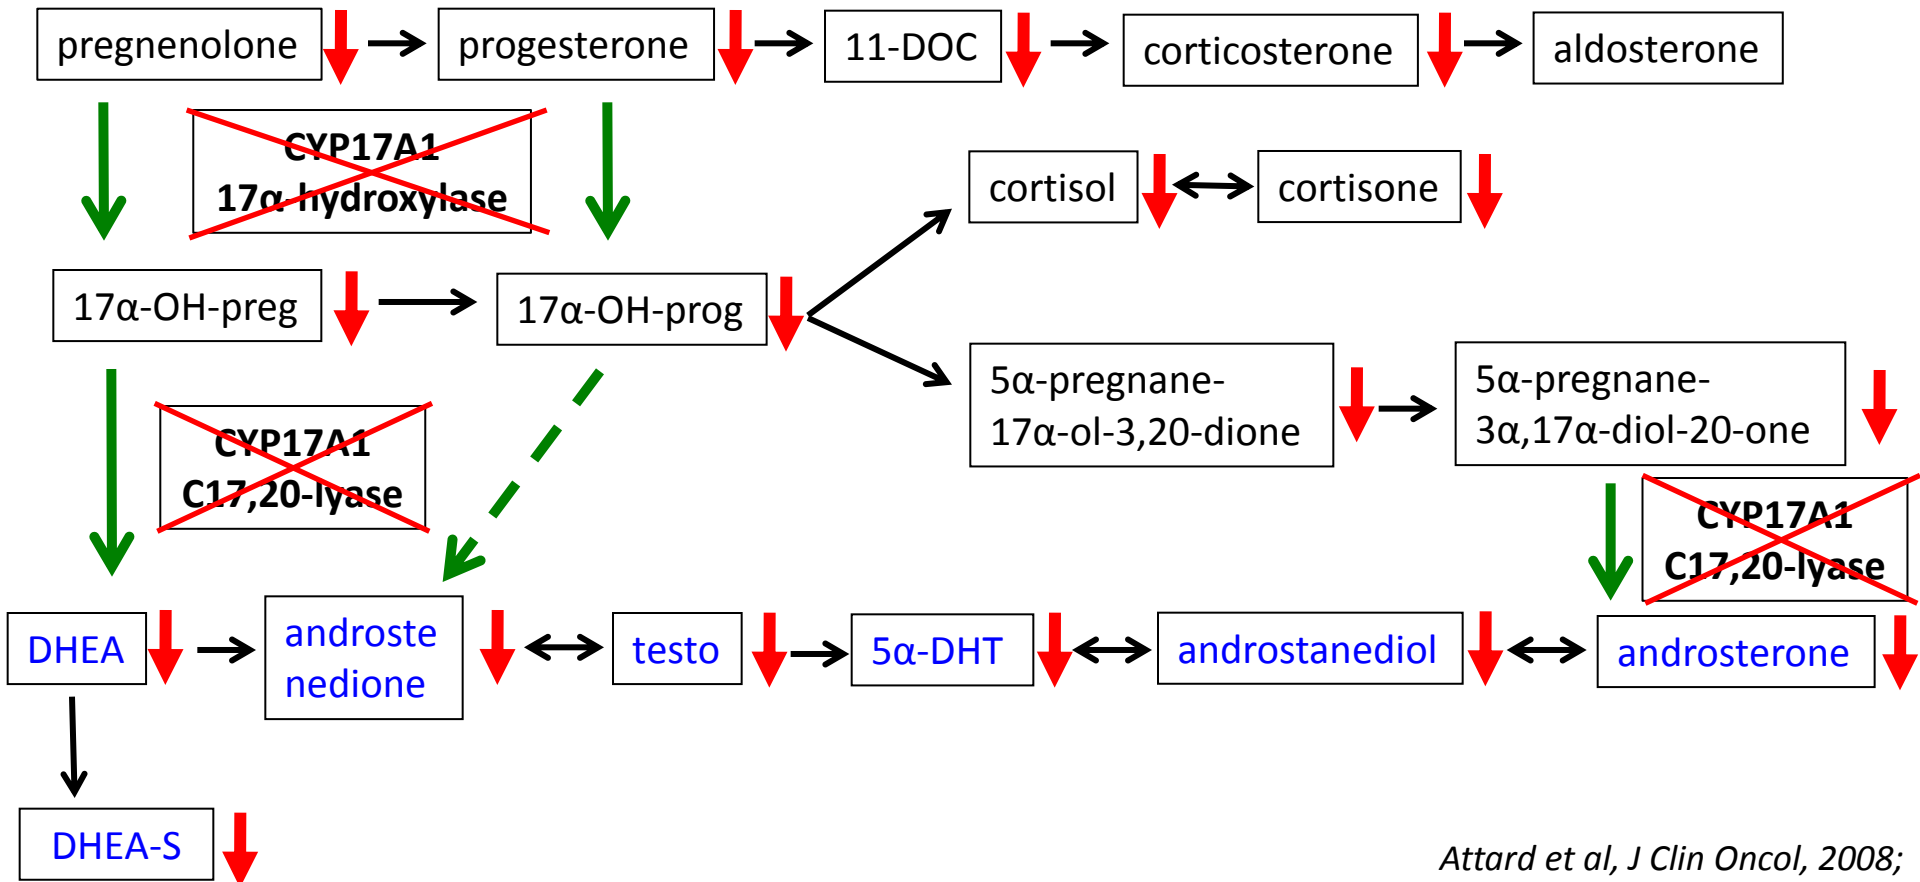 pregnenolone
progesterone
11-DOC
corticosterone
aldosterone
CYP17A1
17α-hydroxylase
cortisol
cortisone
17α-OH-preg
17α-OH-prog
5α-pregnane-
17α-ol-3,20-dione
5α-pregnane-
3α,17α-diol-20-one
CYP17A1
C17,20-lyase
CYP17A1
C17,20-lyase
DHEA
androste
nedione
testo
5α-DHT
androstanediol
androsterone
DHEA-S
Attard et al, J Clin Oncol, 2008;